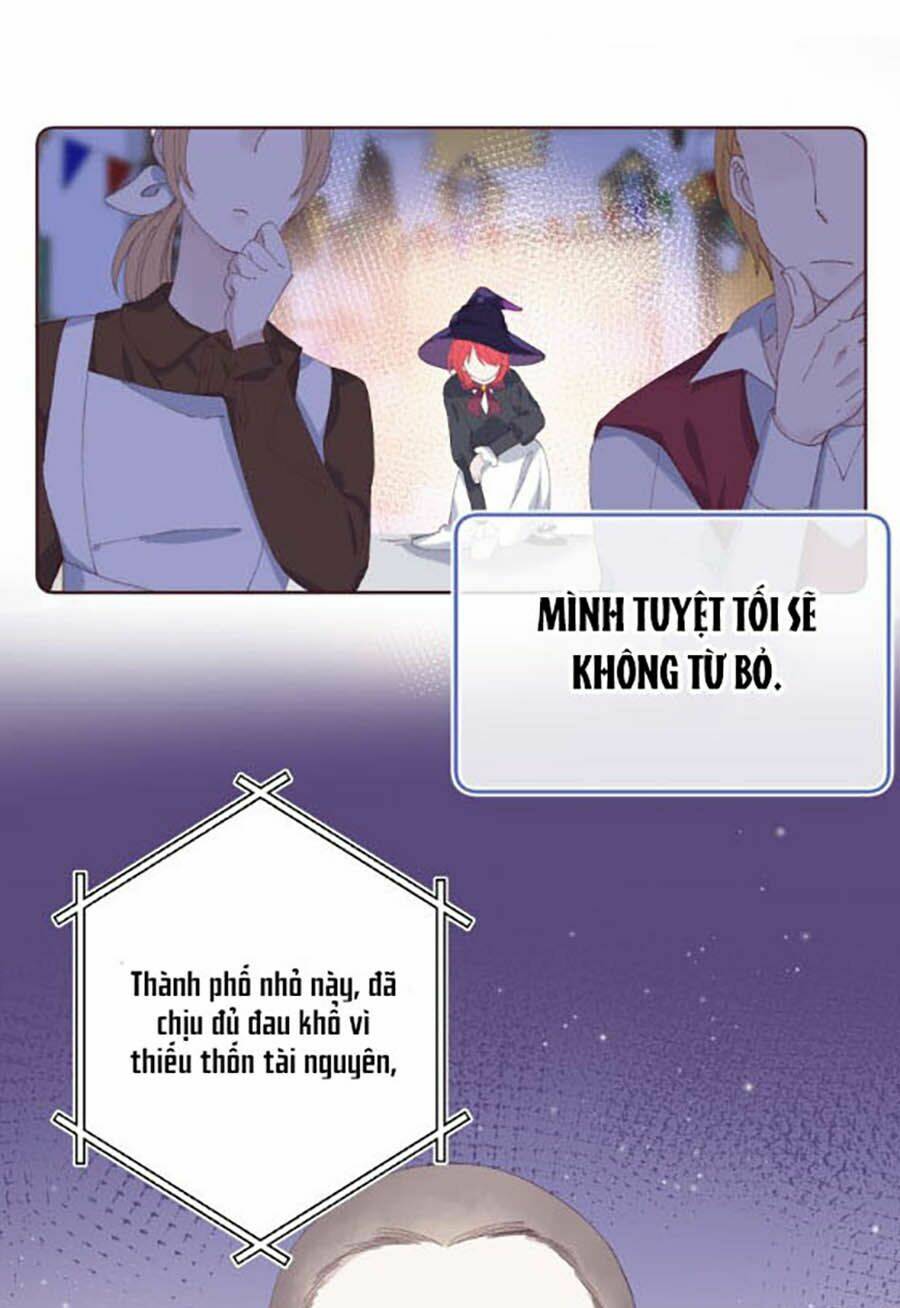 MÌNH TUYỆT TỐI SẼ
KHÔNG TỪ BỎ.
Thành phố nhỏ này, đã
chịu đủ đau khổ vì
thiếu thốn tài nguyên,